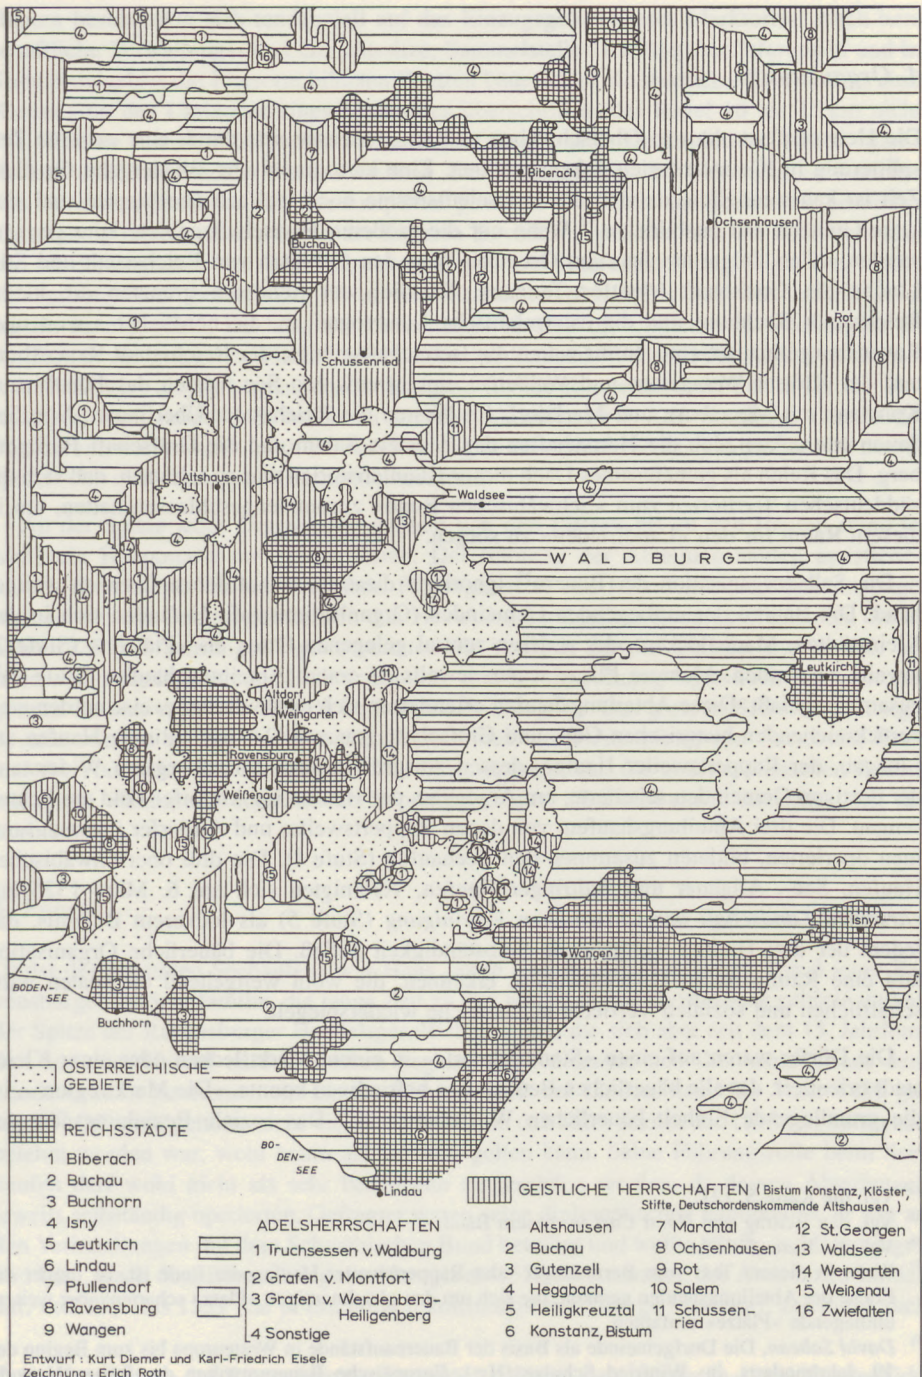 Biberach
Ochsenhausen
Buchau
Rot
Schussenried
Altshausen
Waldsee
WALDBURG
Leutkirch
Altdorf
Weingarten
Ravensburg
Weißenau
Isny
Wangen
BODEN-
SEE
Buchhorn
BO-
DEN-
SEE
Lindau
ÖSTERREICHISCHE
GEBIETE
REICHSSTÄDTE
1 Biberach
2 Buchau
3 Buchhorn
4 Isny
5 Leutkirch
6 Lindau
7 Pfullendorf
8 Ravensburg
9 Wangen
ADELSHERRSCHAFTEN
1 Truchsessen v. Waldburg
2 Grafen v. Montfort
3 Grafen v. Werdenberg-
Heiligenberg
4 Sonstige
GEISTLICHE HERRSCHAFTEN (Bistum Konstanz, Klöster,
Stifte, Deutschordenskommende Altshausen)
1 Altshausen
2 Buchau
3 Gutenzell
4 Heggbach
5 Heiligkreuztal
6 Konstanz, Bistum
7 Marchtal
8 Ochsenhausen
9 Rot
10 Salem
11 Schussen-
ried
12 St. Georgen
13 Waldsee
14 Weingarten
15 Weißenau
16 Zwiefalten
Entwurf : Kurt Diemer und Karl-Friedrich Eisele
Zeichnung : Erich Roth